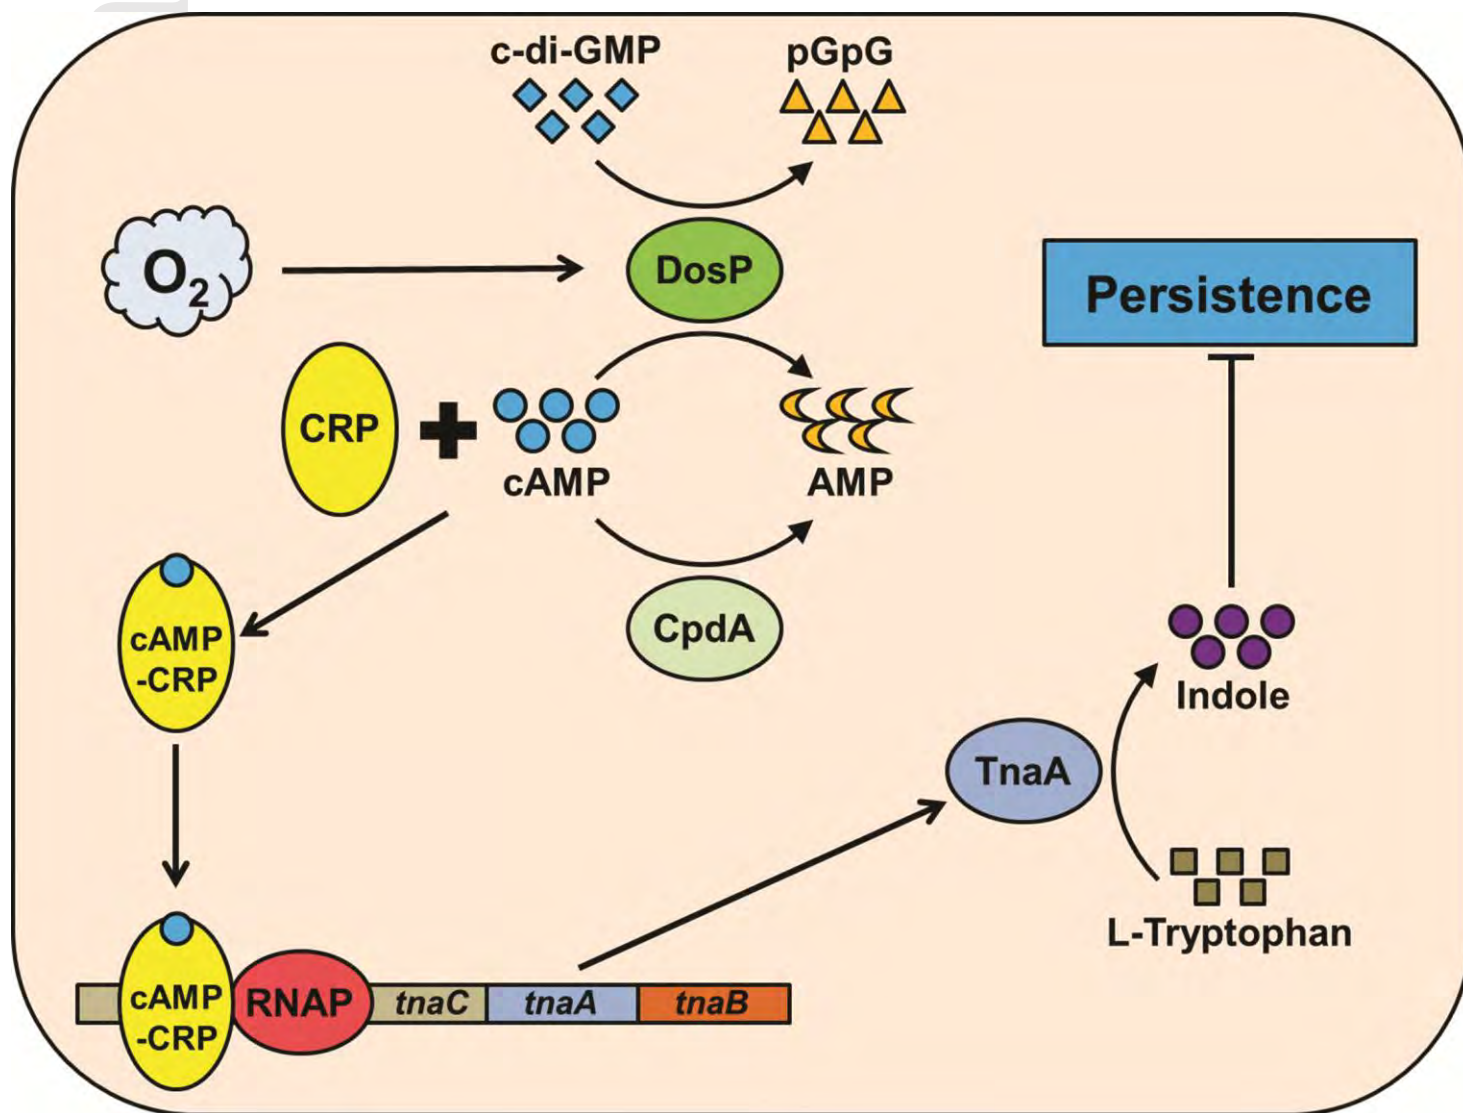 c-di-GMP
pGpG
O2
DosP
Persistence
CRP
cAMP
AMP
cAMP
-CRP
CpdA
Indole
TnaA
L-Tryptophan
cAMP
-CRP
RNAP
tnaC
tnaA
tnaB